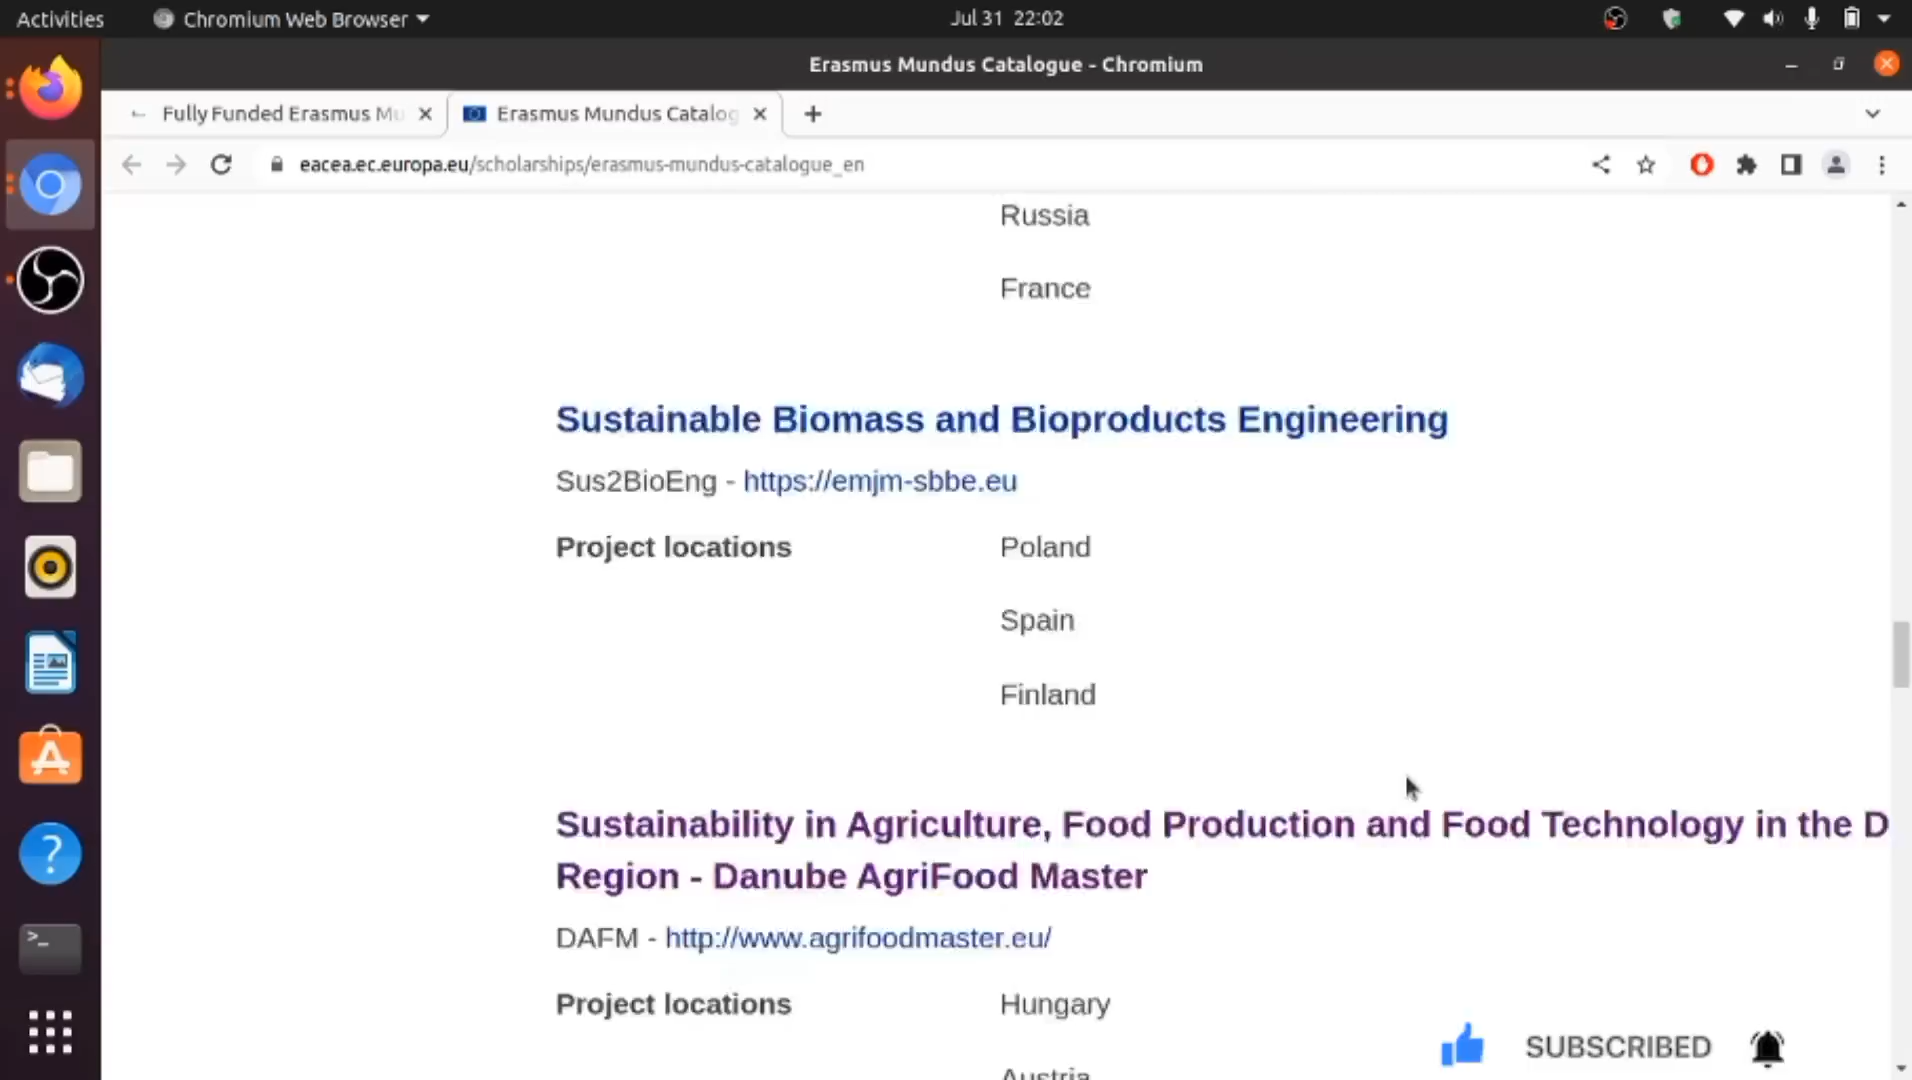 Activities Chromium Web Browser Jul 31 22:02
Erasmus Mundus Catalogue - Chromium
Fully Funded Erasmus Mu Erasmus Mundus Catalog
eacea.ec.europa.eu/scholarships/erasmus-mundus-catalogue_en
Russia
France
Sustainable Biomass and Bioproducts Engineering
Sus2BioEng - https://emjm-sbbe.eu
Project locations Poland
Spain
Finland
Sustainability in Agriculture, Food Production and Food Technology in the D
Region - Danube AgriFood Master
DAFM - http://www.agrifoodmaster.eu/
Project locations Hungary
Austria
SUBSCRIBED